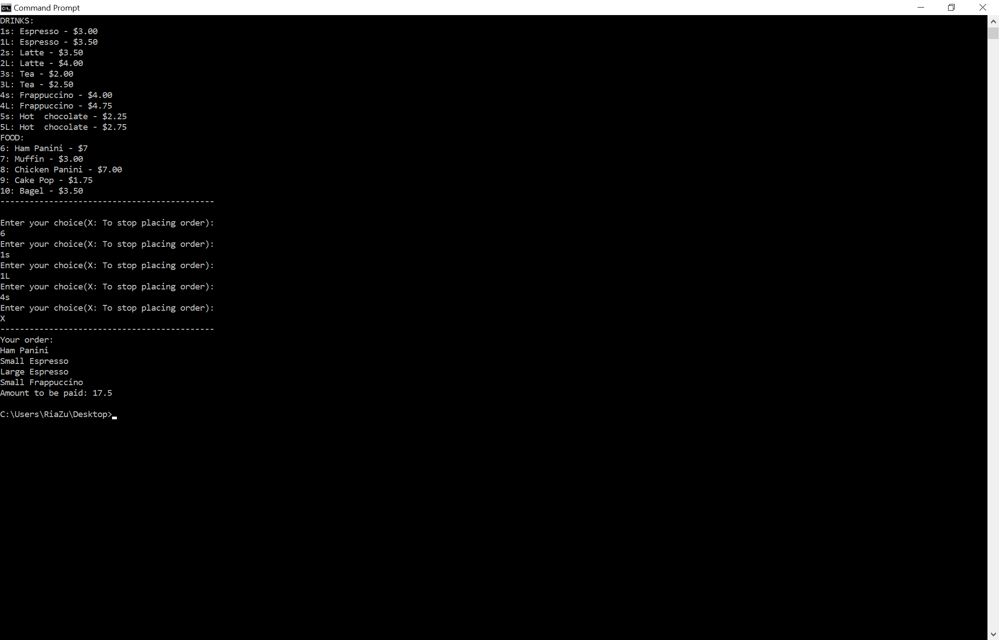 Command Prompt
DRINKS:
1s: Espresso - $3.00
1L: Espresso - $3.50
2s: Latte - $3.50
2L: Latte - $4.00
3s: Tea - $2.00
3L: Tea - $2.50
4s: Frappuccino - $4.00
4L: Frappuccino - $4.75
5s: Hot  chocolate - $2.25
5L: Hot  chocolate - $2.75
FOOD:
6: Ham Panini - $7
7: Muffin - $3.00
8: Chicken Panini - $7.00
9: Cake Pop - $1.75
10: Bagel - $3.50
--------------------------------------------
Enter your choice(X: To stop placing order):
6
Enter your choice(X: To stop placing order):
1s
Enter your choice(X: To stop placing order):
1L
Enter your choice(X: To stop placing order):
4s
Enter your choice(X: To stop placing order):
X
--------------------------------------------
Your order:
Ham Panini
Small Espresso
Large Espresso
Small Frappuccino
Amount to be paid: 17.5
C:\Users\RiaZu\Desktop>